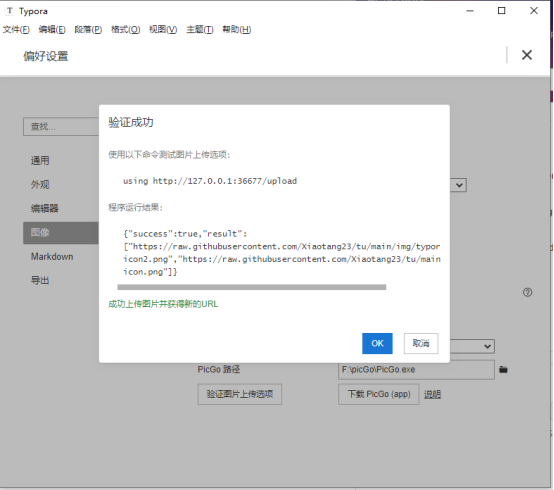 Typora
文件(F) 编辑(E) 段落(P) 格式(O) 视图(V) 主题(T) 帮助(H)
偏好设置
查找...
通用
外观
编辑器
图像
Markdown
导出
验证成功
使用以下命令测试图片上传选项:
using http://127.0.0.1:36677/upload
程序运行结果:
{"success":true,"result":
["https://raw.githubusercontent.com/Xiaotang23/tu/main/img/typor
icon2.png","https://raw.githubusercontent.com/Xiaotang23/tu/main
icon.png"]}
成功上传图片并获得新的URL
OK 取消
PicGo 路径 F:\picGo\PicGo.exe
验证图片上传选项 下载 PicGo (app) 说明